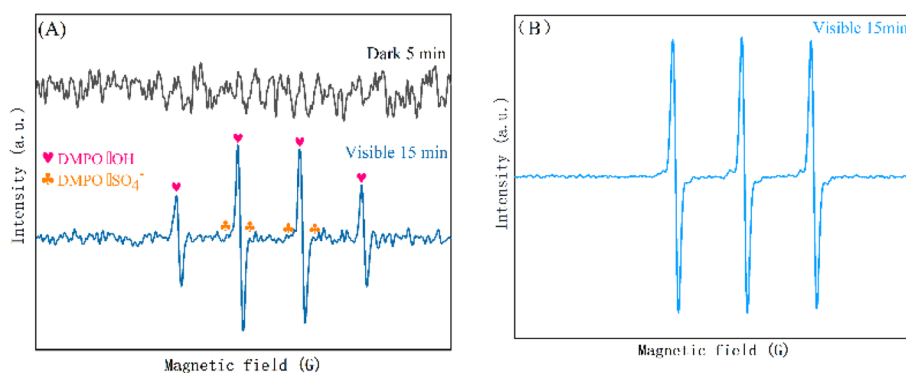 (A)
Dark 5 min
♥ DMPO▯OH
Visible 15 min
♣ DMPO▯SO₄⁻
Intensity (a.u.)
Magnetic field (G)
(B)
Visible 15min
Intensity (a.u.)
Magnetic field (G)